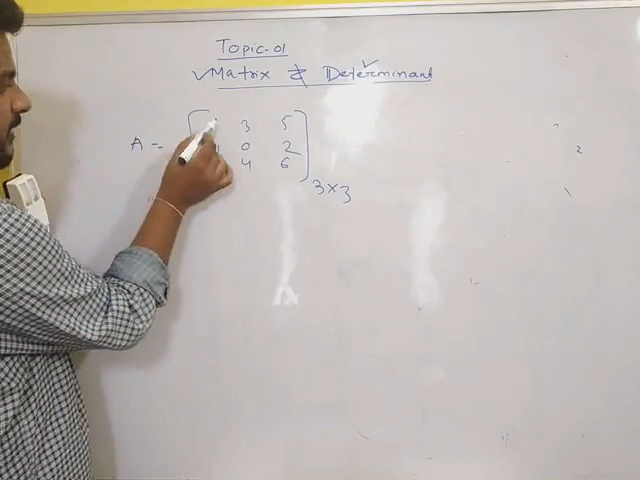 Topic-01
✓Matrix & Determinant
3 5
A = 0 2
4 6
3×3